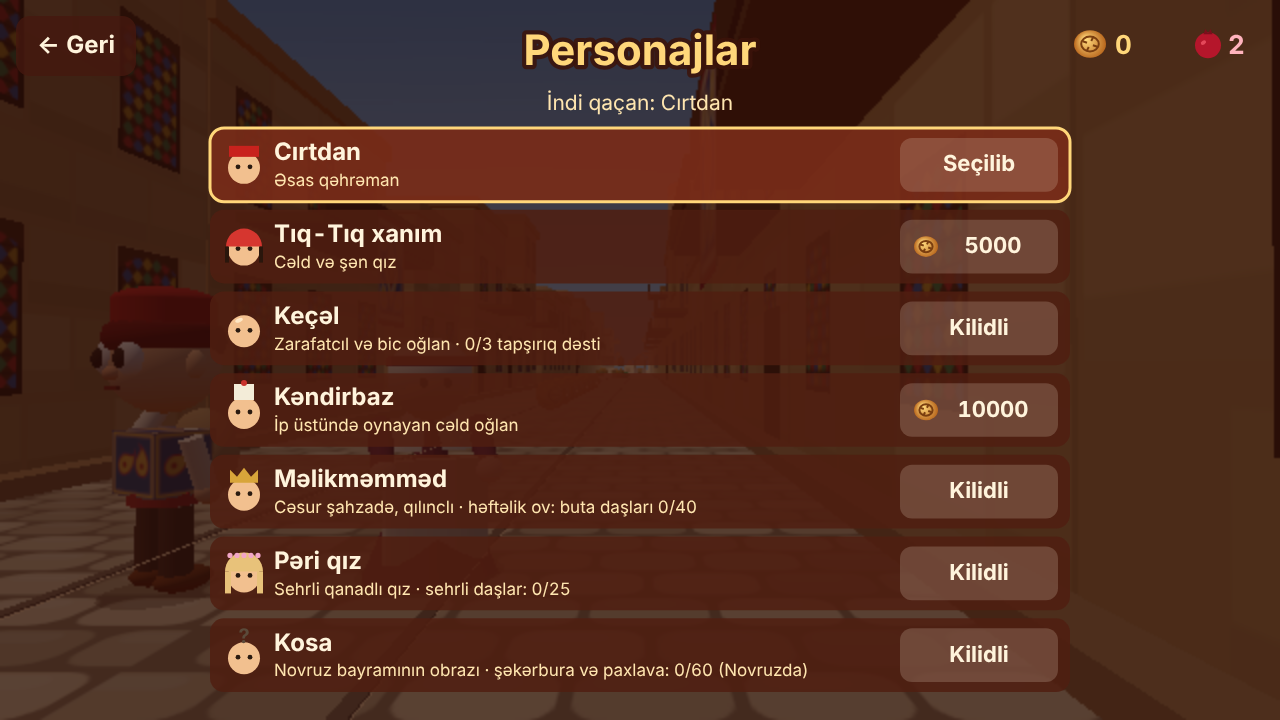 ← Geri
Personajlar
0
2
İndi qaçan: Cırtdan
Cırtdan
Əsas qəhrəman
Seçilib
Tıq-Tıq xanım
Cəld və şən qız
5000
Keçəl
Zarafatcıl və bic oğlan · 0/3 tapşırıq dəsti
Kilidli
Kəndirbaz
İp üstündə oynayan cəld oğlan
10000
Məlikməmməd
Cəsur şahzadə, qılınclı · həftəlik ov: buta daşları 0/40
Kilidli
Pəri qız
Sehrli qanadlı qız · sehrli daşlar: 0/25
Kilidli
?
Kosa
Novruz bayramının obrazı · şəkərbura və paxlava: 0/60 (Novruzda)
Kilidli